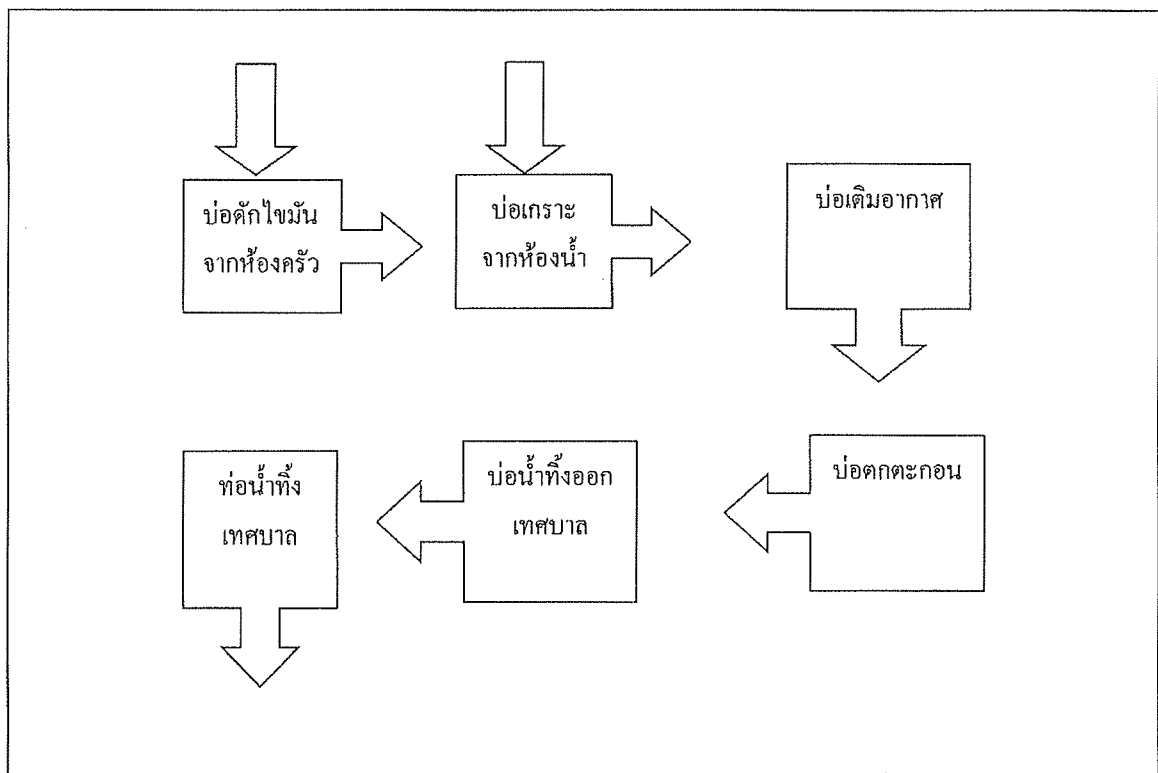 บ่อดักไขมัน
จากห้องครัว
บ่อเกราะ
จากห้องน้ำ
บ่อเติมอากาศ
ท่อน้ำทิ้ง
เทศบาล
บ่อน้ำทิ้งออก
เทศบาล
บ่อตกตะกอน